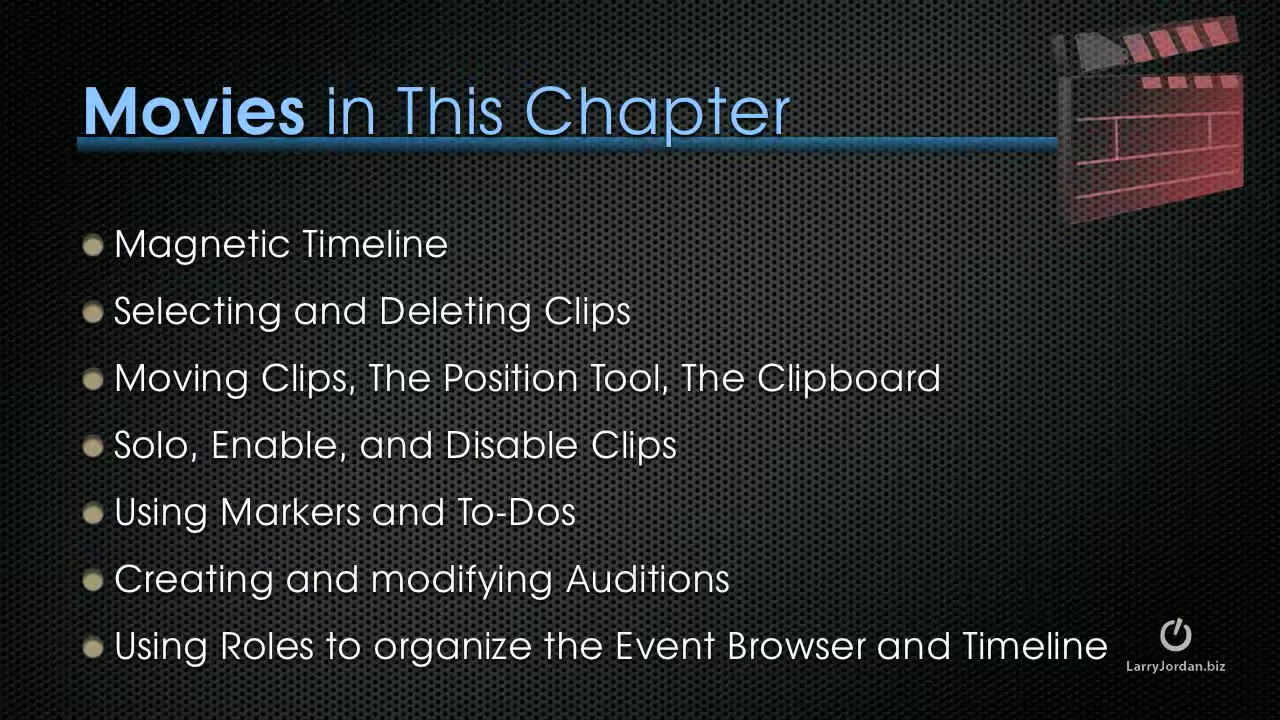 Movies in This Chapter
Magnetic Timeline
Selecting and Deleting Clips
Moving Clips, The Position Tool, The Clipboard
Solo, Enable, and Disable Clips
Using Markers and To-Dos
Creating and modifying Auditions
Using Roles to organize the Event Browser and Timeline
LarryJordan.biz